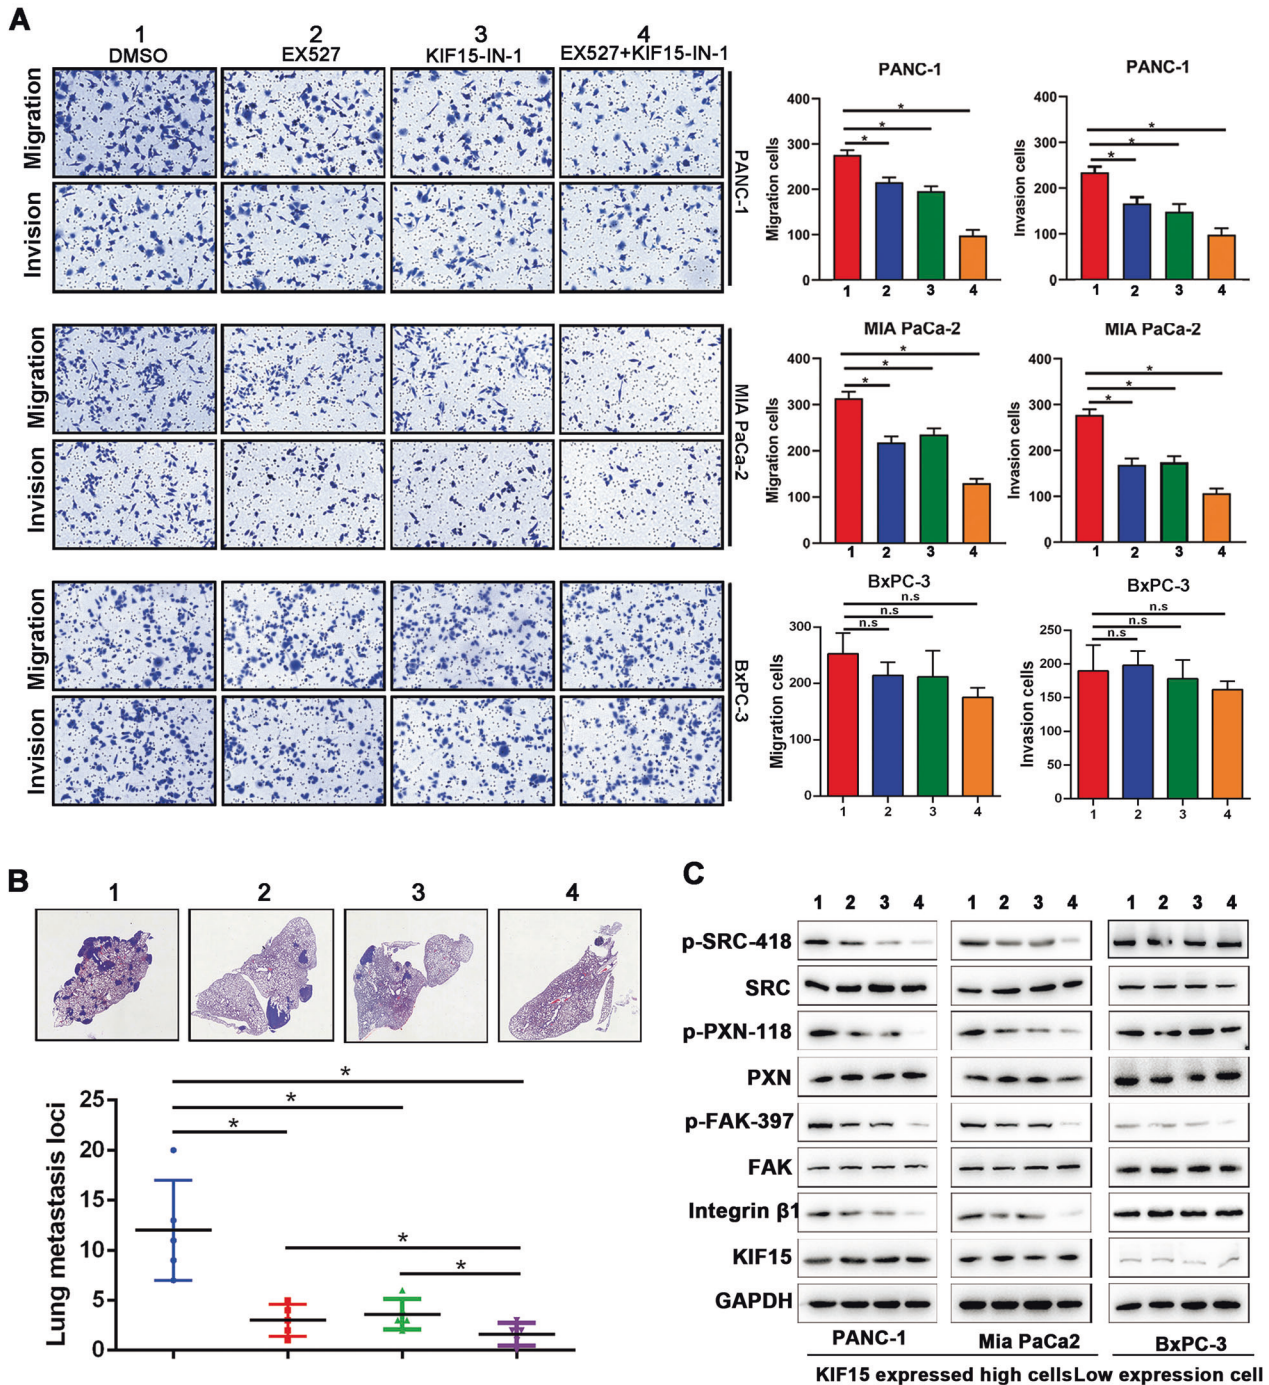 A
1 2 3 4
DMSO EX527 KIF15-IN-1 EX527+KIF15-IN-1
Migration
Invision
PANC-1
Migration
Invision
MIA PaCa-2
Migration
Invision
BxPC-3
PANC-1
Migration cells
400
300
200
100
0
* * *
1 2 3 4
PANC-1
Invasion cells
400
300
200
100
0
* * *
1 2 3 4
MIA PaCa-2
Migration cells
400
300
200
100
0
* * *
1 2 3 4
MIA PaCa-2
Invasion cells
400
300
200
100
0
* * *
1 2 3 4
BxPC-3
Migration cells
300
200
100
0
n.s
n.s
n.s
1 2 3 4
BxPC-3
Invasion cells
250
200
150
100
50
0
n.s
n.s
n.s
1 2 3 4
B
1 2 3 4
Lung metastasis loci
25
20
15
10
5
0
*
*
*
*
*
C
1 2 3 4 1 2 3 4 1 2 3 4
p-SRC-418
SRC
p-PXN-118
PXN
p-FAK-397
FAK
Integrin β1
KIF15
GAPDH
PANC-1 Mia PaCa2 BxPC-3
KIF15 expressed high cells Low expression cell